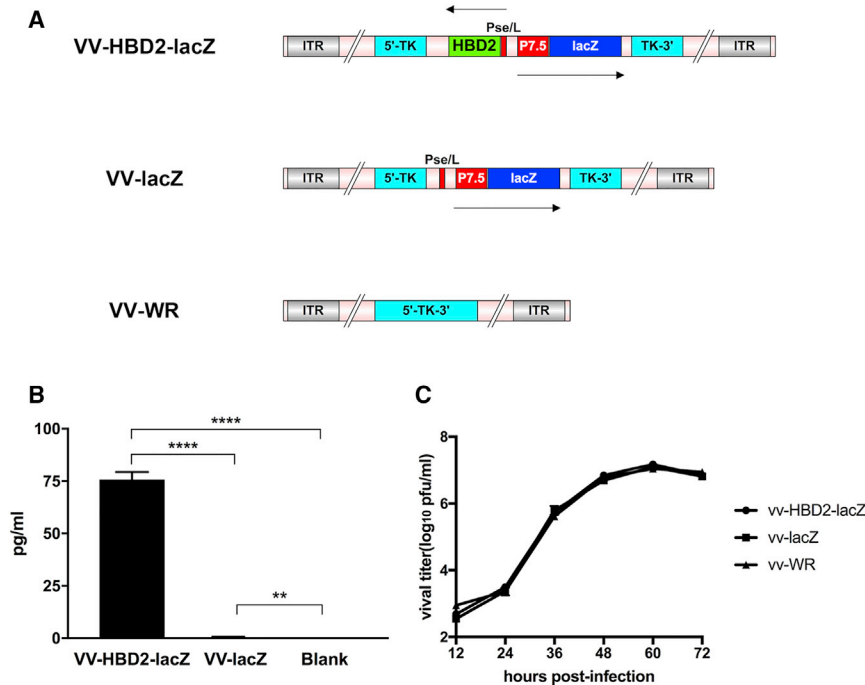 A
Pse/L
VV-HBD2-lacZ
ITR 5'-TK HBD2 P7.5 lacZ TK-3' ITR
Pse/L
VV-lacZ
ITR 5'-TK P7.5 lacZ TK-3' ITR
VV-WR
ITR 5'-TK-3' ITR
B
****
****
**
100
75
50
25
0
pg/ml
VV-HBD2-lacZ VV-lacZ Blank
C
8
6
4
2
vival titer(log10 pfu/ml)
12 24 36 48 60 72
hours post-infection
vv-HBD2-lacZ
vv-lacZ
vv-WR